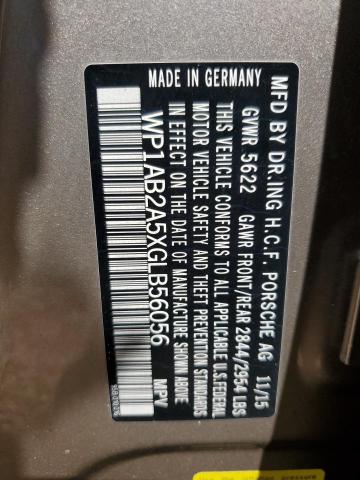 MFD BY DR.ING H.C.F. PORSCHE AG 11/15
GVWR 5622 GAWR FRONT/REAR 2844/2954 LBS
THIS VEHICLE CONFORMS TO ALL APPLICABLE U.S.FEDERAL
MOTOR VEHICLE SAFETY AND THEFT PREVENTION STANDARDS
IN EFFECT ON THE DATE OF MANUFACTURE SHOWN ABOVE
WP1AB2A5XGLB56056 MPV
MADE IN GERMANY